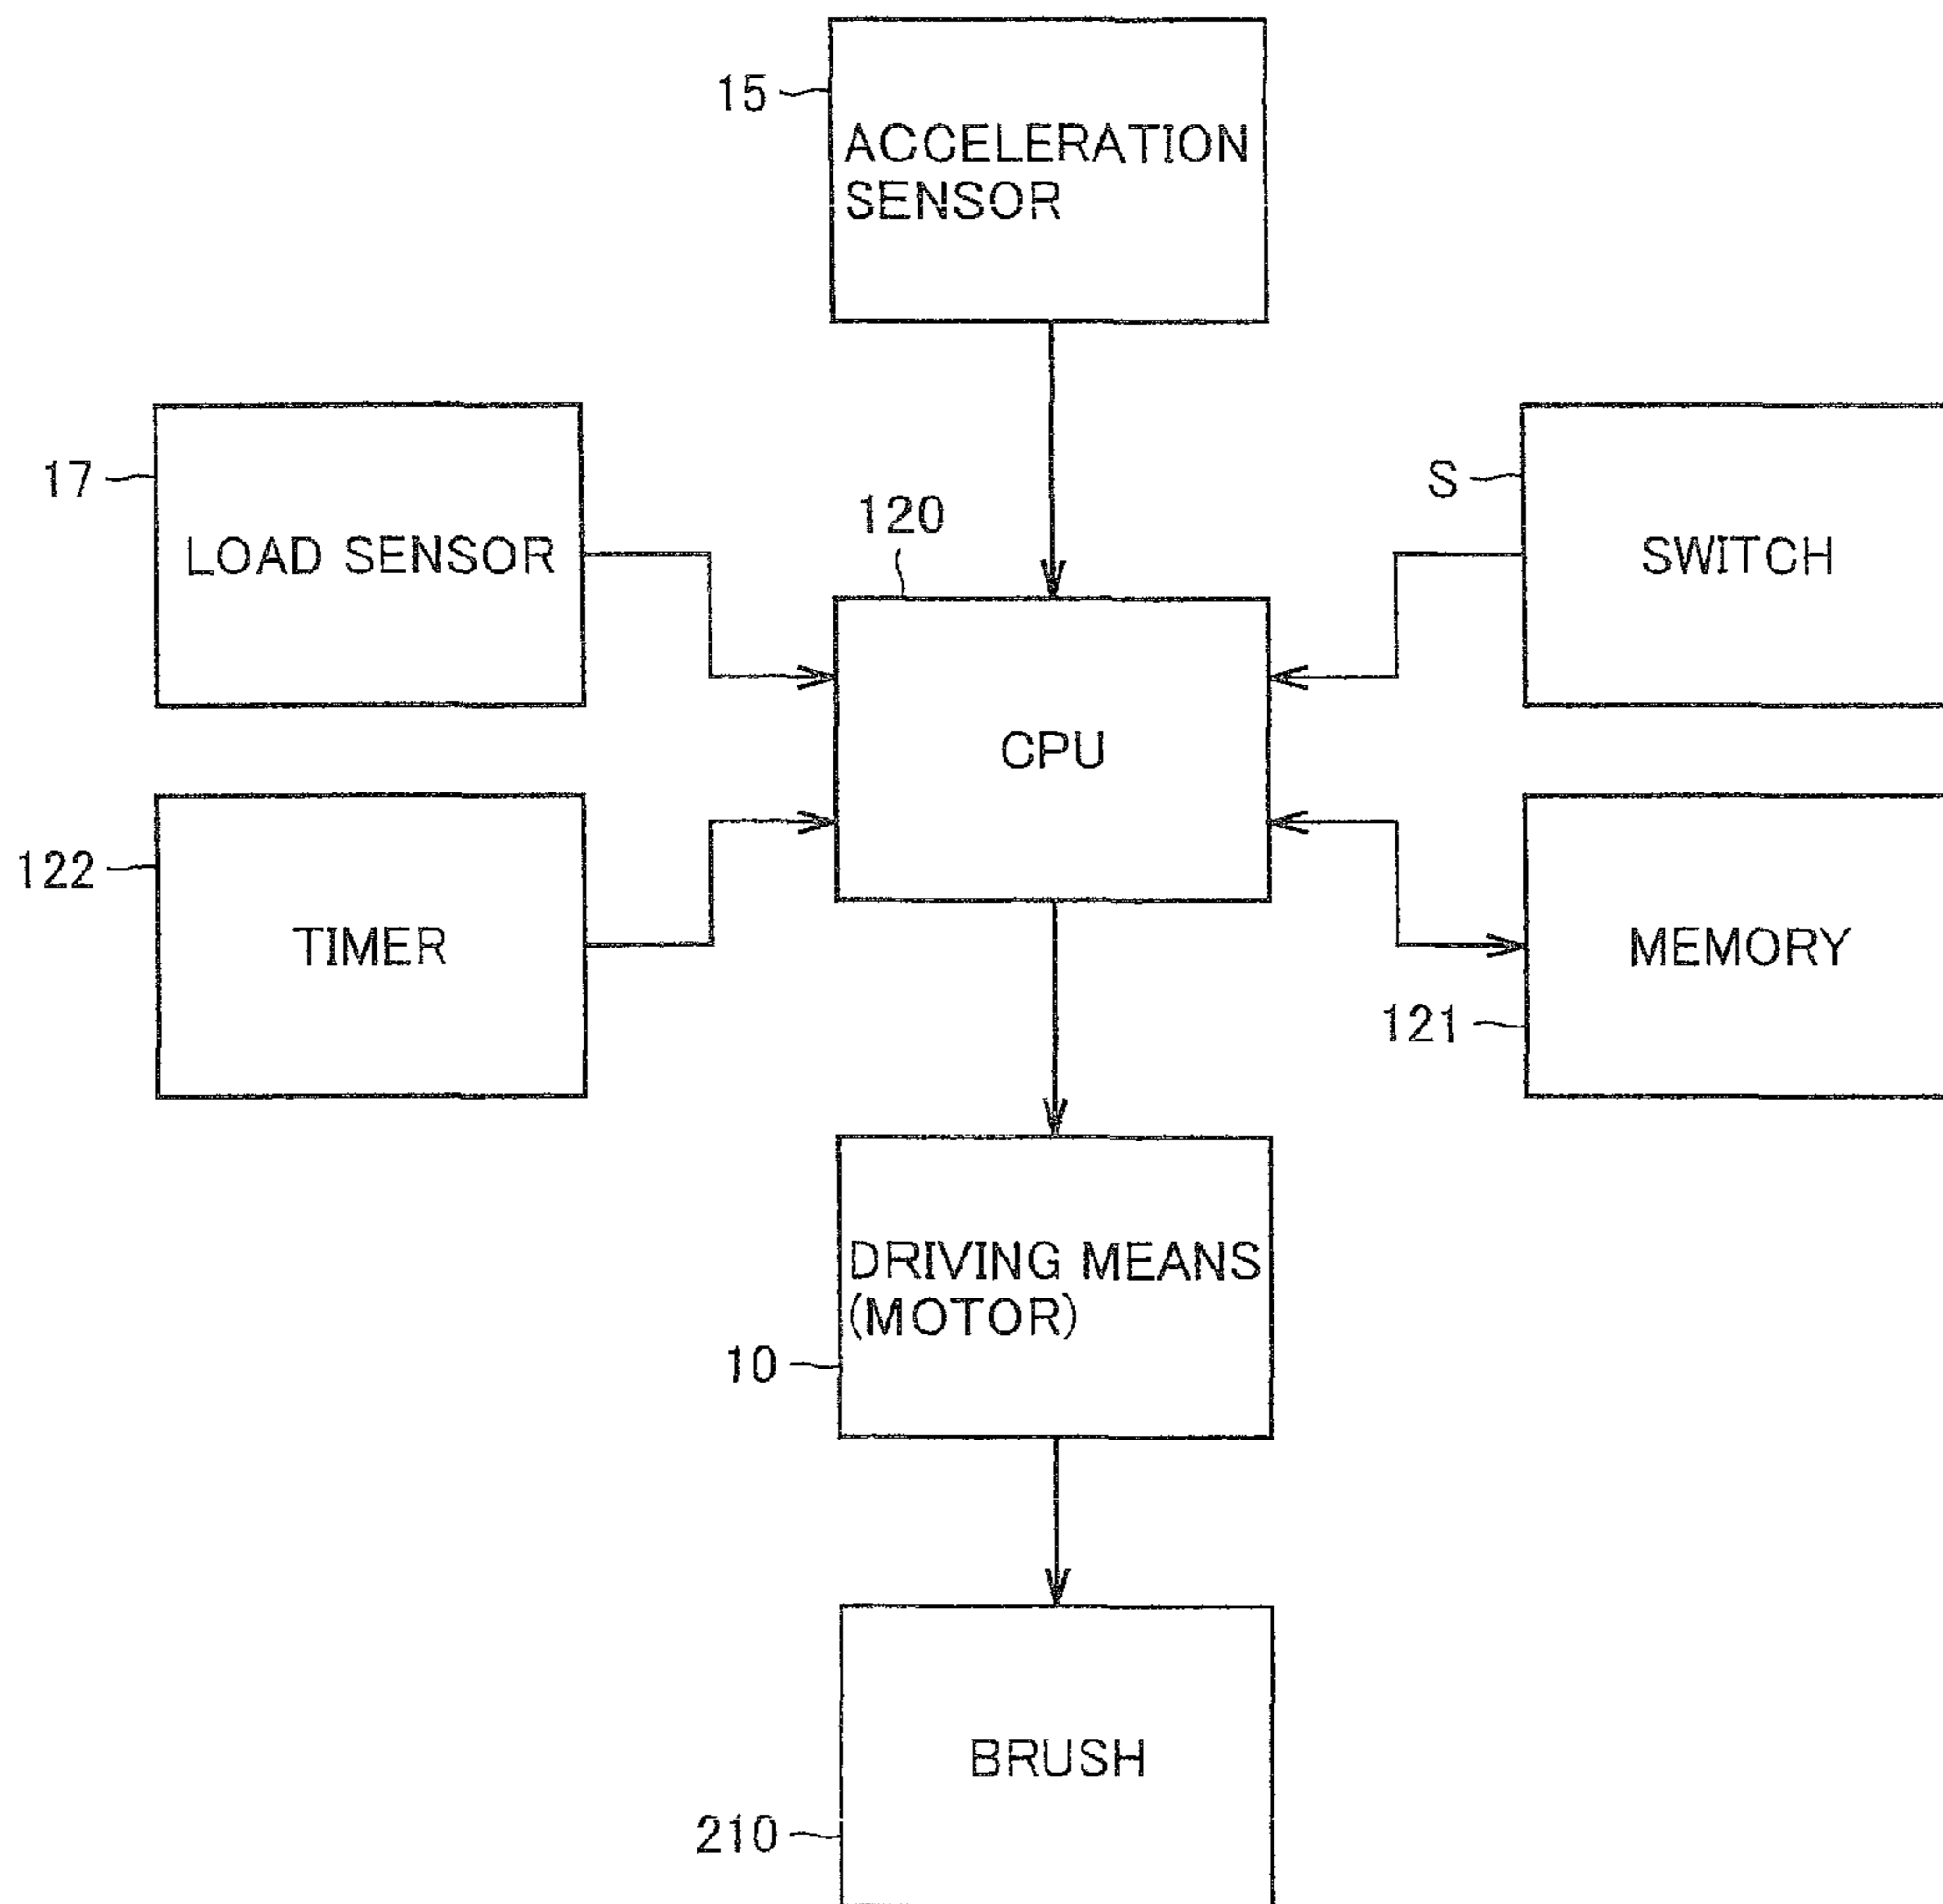 15
ACCELERATION
SENSOR
17
LOAD SENSOR
120
S
SWITCH
CPU
122
TIMER
MEMORY
121
DRIVING MEANS
(MOTOR)
10
BRUSH
210